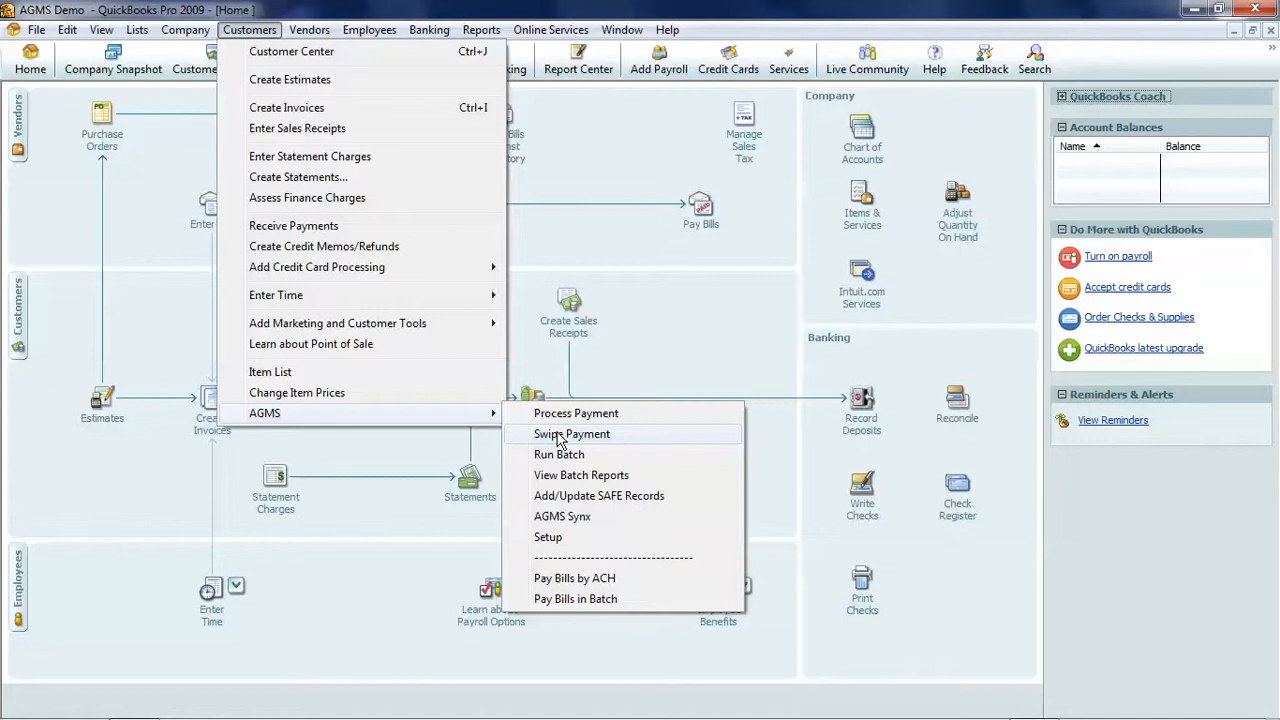 AGMS Demo - QuickBooks Pro 2009 - [Home ]
File Edit View Lists Company Customers Vendors Employees Banking Reports Online Services Window Help
Home Company Snapshot Report Center Add Payroll Credit Cards Services Live Community Help Feedback Search
Customer Center Ctrl+J
Create Estimates
Create Invoices Ctrl+I
Enter Sales Receipts
Enter Statement Charges
Create Statements...
Assess Finance Charges
Receive Payments
Create Credit Memos/Refunds
Add Credit Card Processing
Enter Time
Add Marketing and Customer Tools
Learn about Point of Sale
Item List
Change Item Prices
AGMS
Process Payment
Swipe Payment
Run Batch
View Batch Reports
Add/Update SAFE Records
AGMS Synx
Setup
---------------------------------
Pay Bills by ACH
Pay Bills in Batch
Vendors
Purchase
Orders
Enter
Bills
Manage
Sales
Tax
Pay Bills
Customers
Create Sales
Receipts
Estimates
Invoices
Statement
Charges
Statements
Employees
Enter
Time
Payroll Options
Benefits
Company
Chart of
Accounts
Items &
Services
Adjust
Quantity
On Hand
Intuit.com
Services
Banking
Record
Deposits
Reconcile
Write
Checks
Check
Register
Print
Checks
QuickBooks Coach
Account Balances
Name Balance
Do More with QuickBooks
Turn on payroll
Accept credit cards
Order Checks & Supplies
QuickBooks latest upgrade
Reminders & Alerts
View Reminders